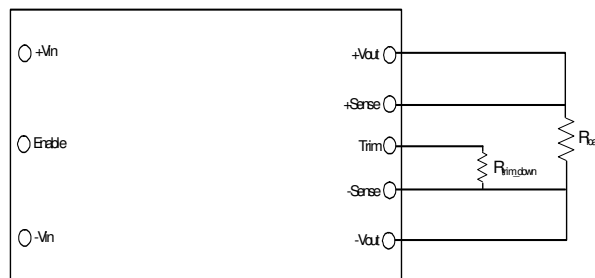 +Vin
+Vout
+Sense
Enable
Trim
Rtrim_down
-Sense
-Vin
-Vout